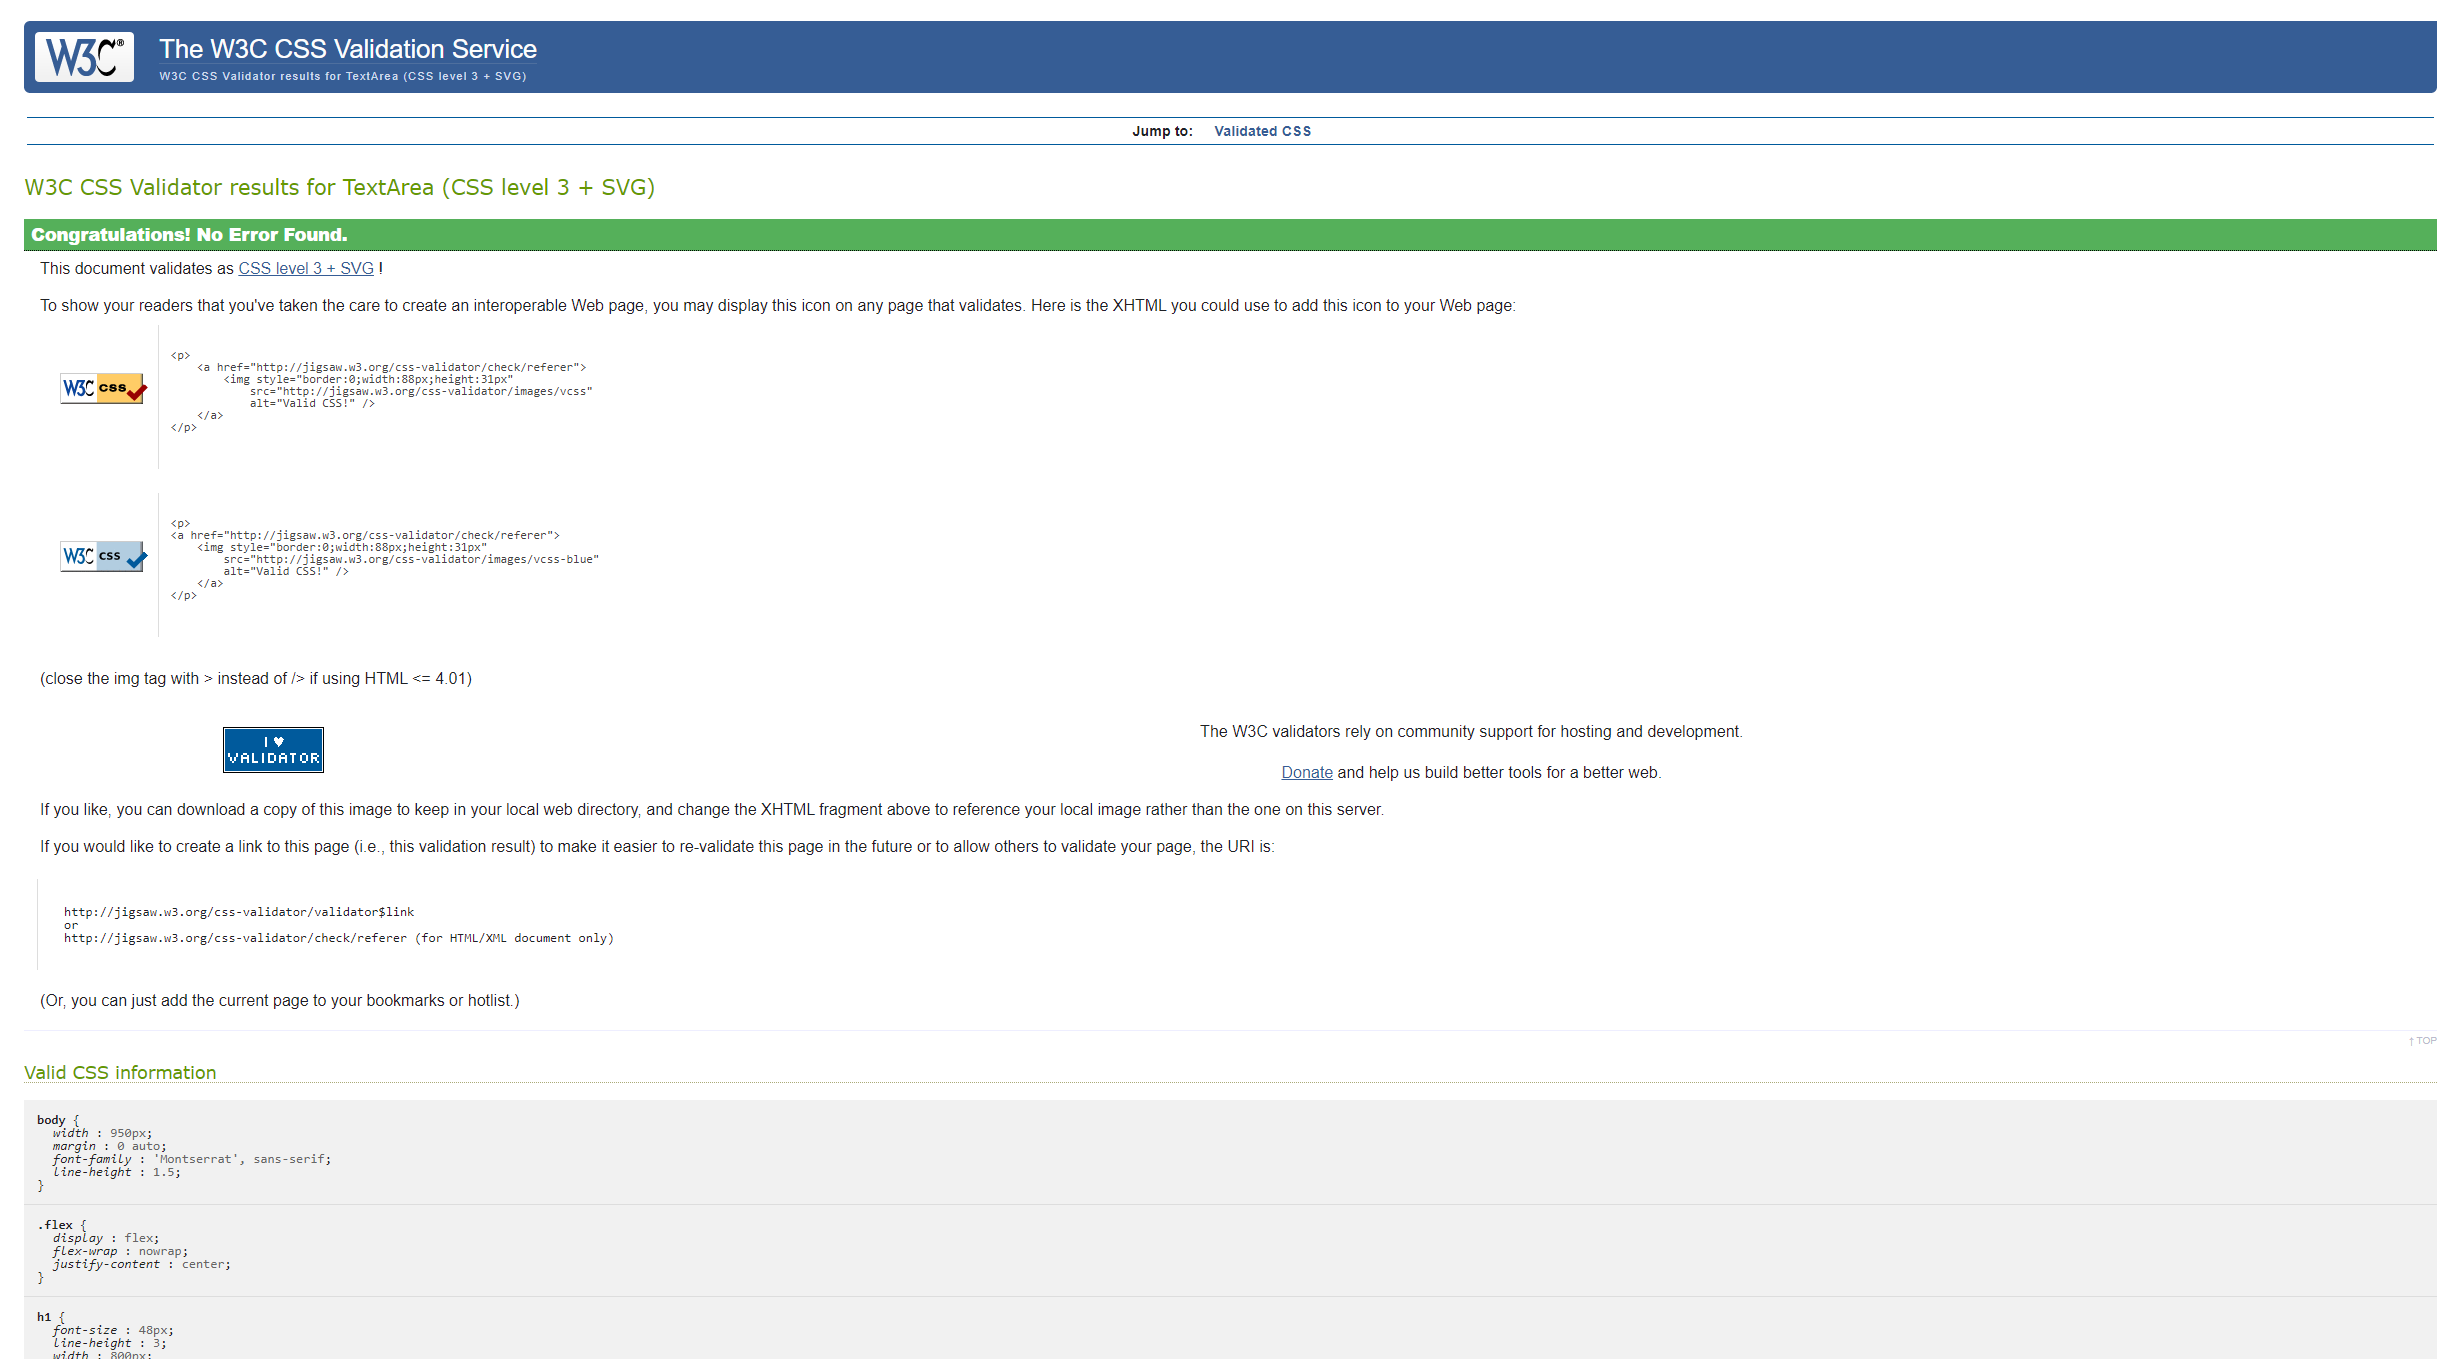 W3C®
The W3C CSS Validation Service
W3C CSS Validator results for TextArea (CSS level 3 + SVG)
Jump to: Validated CSS
W3C CSS Validator results for TextArea (CSS level 3 + SVG)
Congratulations! No Error Found.
This document validates as CSS level 3 + SVG !
To show your readers that you've taken the care to create an interoperable Web page, you may display this icon on any page that validates. Here is the XHTML you could use to add this icon to your Web page:
W3C css
<p>
<a href="http://jigsaw.w3.org/css-validator/check/referer">
<img style="border:0;width:88px;height:31px"
src="http://jigsaw.w3.org/css-validator/images/vcss"
alt="Valid CSS!" />
</a>
</p>
W3C css
<p>
<a href="http://jigsaw.w3.org/css-validator/check/referer">
<img style="border:0;width:88px;height:31px"
src="http://jigsaw.w3.org/css-validator/images/vcss-blue"
alt="Valid CSS!" />
</a>
</p>
(close the img tag with > instead of /> if using HTML <= 4.01)
I ♥
VALIDATOR
The W3C validators rely on community support for hosting and development.
Donate and help us build better tools for a better web.
If you like, you can download a copy of this image to keep in your local web directory, and change the XHTML fragment above to reference your local image rather than the one on this server.
If you would like to create a link to this page (i.e., this validation result) to make it easier to re-validate this page in the future or to allow others to validate your page, the URI is:
http://jigsaw.w3.org/css-validator/validator$link
or
http://jigsaw.w3.org/css-validator/check/referer (for HTML/XML document only)
(Or, you can just add the current page to your bookmarks or hotlist.)
↑ TOP
Valid CSS information
body {
width : 950px;
margin : 0 auto;
font-family : 'Montserrat', sans-serif;
line-height : 1.5;
}
.flex {
display : flex;
flex-wrap : nowrap;
justify-content : center;
}
h1 {
font-size : 48px;
line-height : 3;
width : 800px;